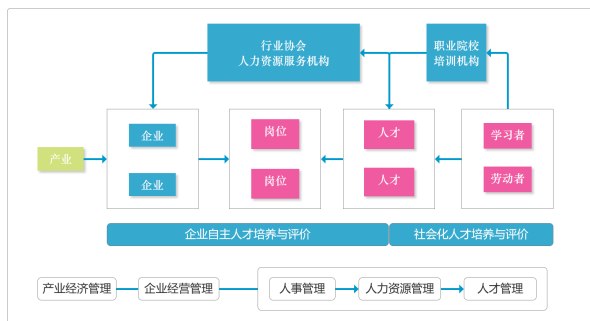 行业协会
人力资源服务机构
职业院校
培训机构
产业
企业
企业
岗位
岗位
人才
人才
学习者
劳动者
企业自主人才培养与评价
社会化人才培养与评价
产业经济管理
企业经营管理
人事管理
人力资源管理
人才管理